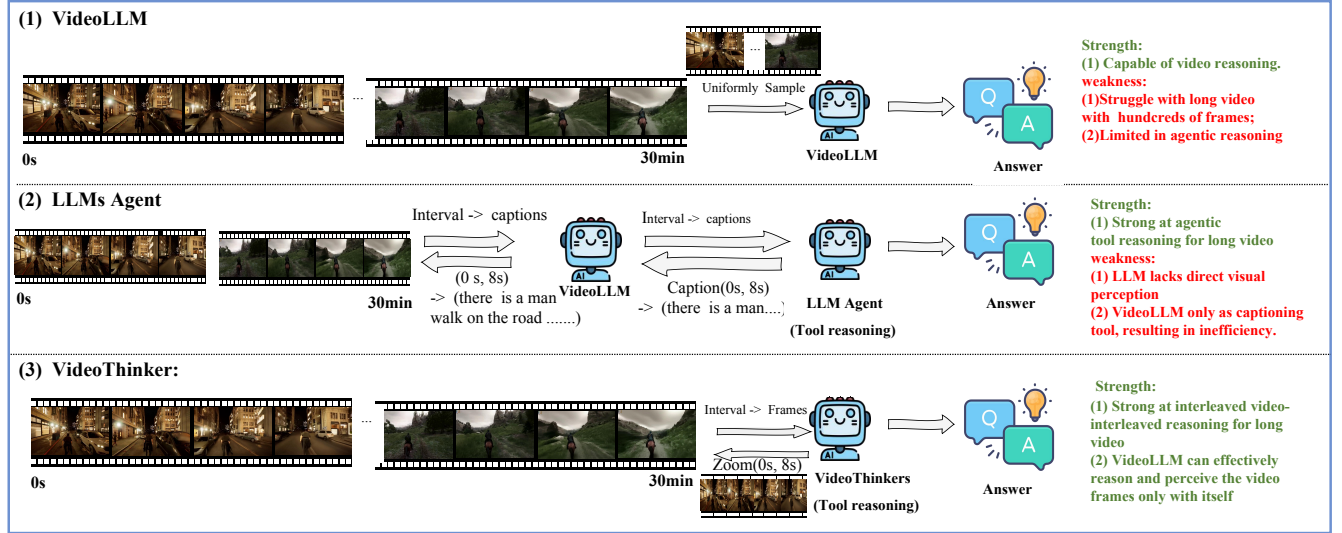 (1) VideoLLM
...
Uniformly Sample
...
0s
30min
AI
VideoLLM
Q
A
Answer
Strength:
(1) Capable of video reasoning.
weakness:
(1)Struggle with long video
with hundcreds of frames;
(2)Limited in agentic reasoning
(2) LLMs Agent
Interval -> captions
(0 s, 8s)
-> (there is a man
walk on the road .......)
0s
30min
AI
VideoLLM
Interval -> captions
Caption(0s, 8s)
-> (there is a man....)
AI
LLM Agent
(Tool reasoning)
Q
A
Answer
Strength:
(1) Strong at agentic
tool reasoning for long video
weakness:
(1) LLM lacks direct visual
perception
(2) VideoLLM only as captioning
tool, resulting in inefficiency.
(3) VideoThinker:
...
0s
30min
Interval -> Frames
Zoom(0s, 8s)
AI
VideoThinkers
(Tool reasoning)
Q
A
Answer
Strength:
(1) Strong at interleaved video-
interleaved reasoning for long
video
(2) VideoLLM can effectively
reason and perceive the video
frames only with itself